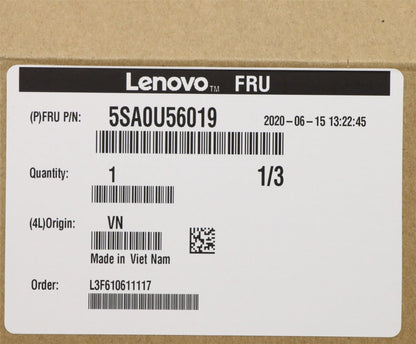 Lenovo™ FRU
(P)FRU P/N: 5SA0U56019 2020-06-15 13:22:45
Quantity: 1 1/3
(4L)Origin: VN
Made in Viet Nam
Order: L3F610611117